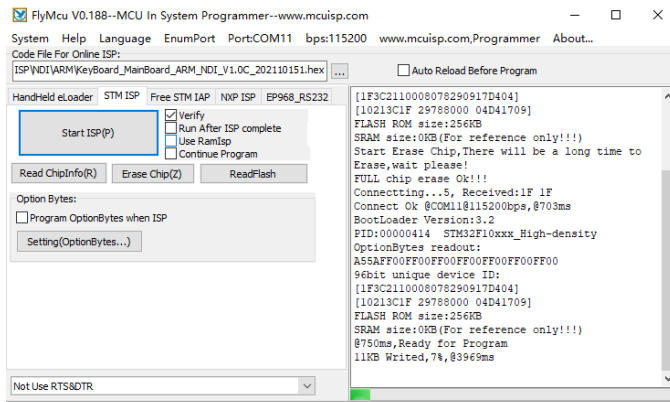 FlyMcu V0.188--MCU In System Programmer--www.mcuisp.com
System Help Language EnumPort Port:COM11 bps:115200 www.mcuisp.com,Programmer About...
Code File For Online ISP:
ISP\NDI\ARM\KeyBoard_MainBoard_ARM_NDI_V1.0C_202110151.hex ... Auto Reload Before Program
HandHeld eLoader STM ISP Free STM IAP NXP ISP EP968_RS232
Start ISP(P)
Verify
Run After ISP complete
Use RamIsp
Continue Program
Read ChipInfo(R) Erase Chip(Z) ReadFlash
Option Bytes:
Program OptionBytes when ISP
Setting(OptionBytes...)
Not Use RTS&DTR
[1F3C2110008078290917D404]
[10213C1F 29788000 04D41709]
FLASH ROM size:256KB
SRAM size:0KB(For reference only!!!)
Start Erase Chip,There will be a long time to
Erase,wait please!
FULL chip erase Ok!!!
Connectting...5, Received:1F 1F
Connect Ok @COM11@115200bps,@703ms
BootLoader Version:3.2
PID:00000414 STM32F10xxx_High-density
OptionBytes readout:
A55AFF00FF00FF00FF00FF00FF00FF00
96bit unique device ID:
[1F3C2110008078290917D404]
[10213C1F 29788000 04D41709]
FLASH ROM size:256KB
SRAM size:0KB(For reference only!!!)
@750ms,Ready for Program
11KB Writed,7%,@3969ms